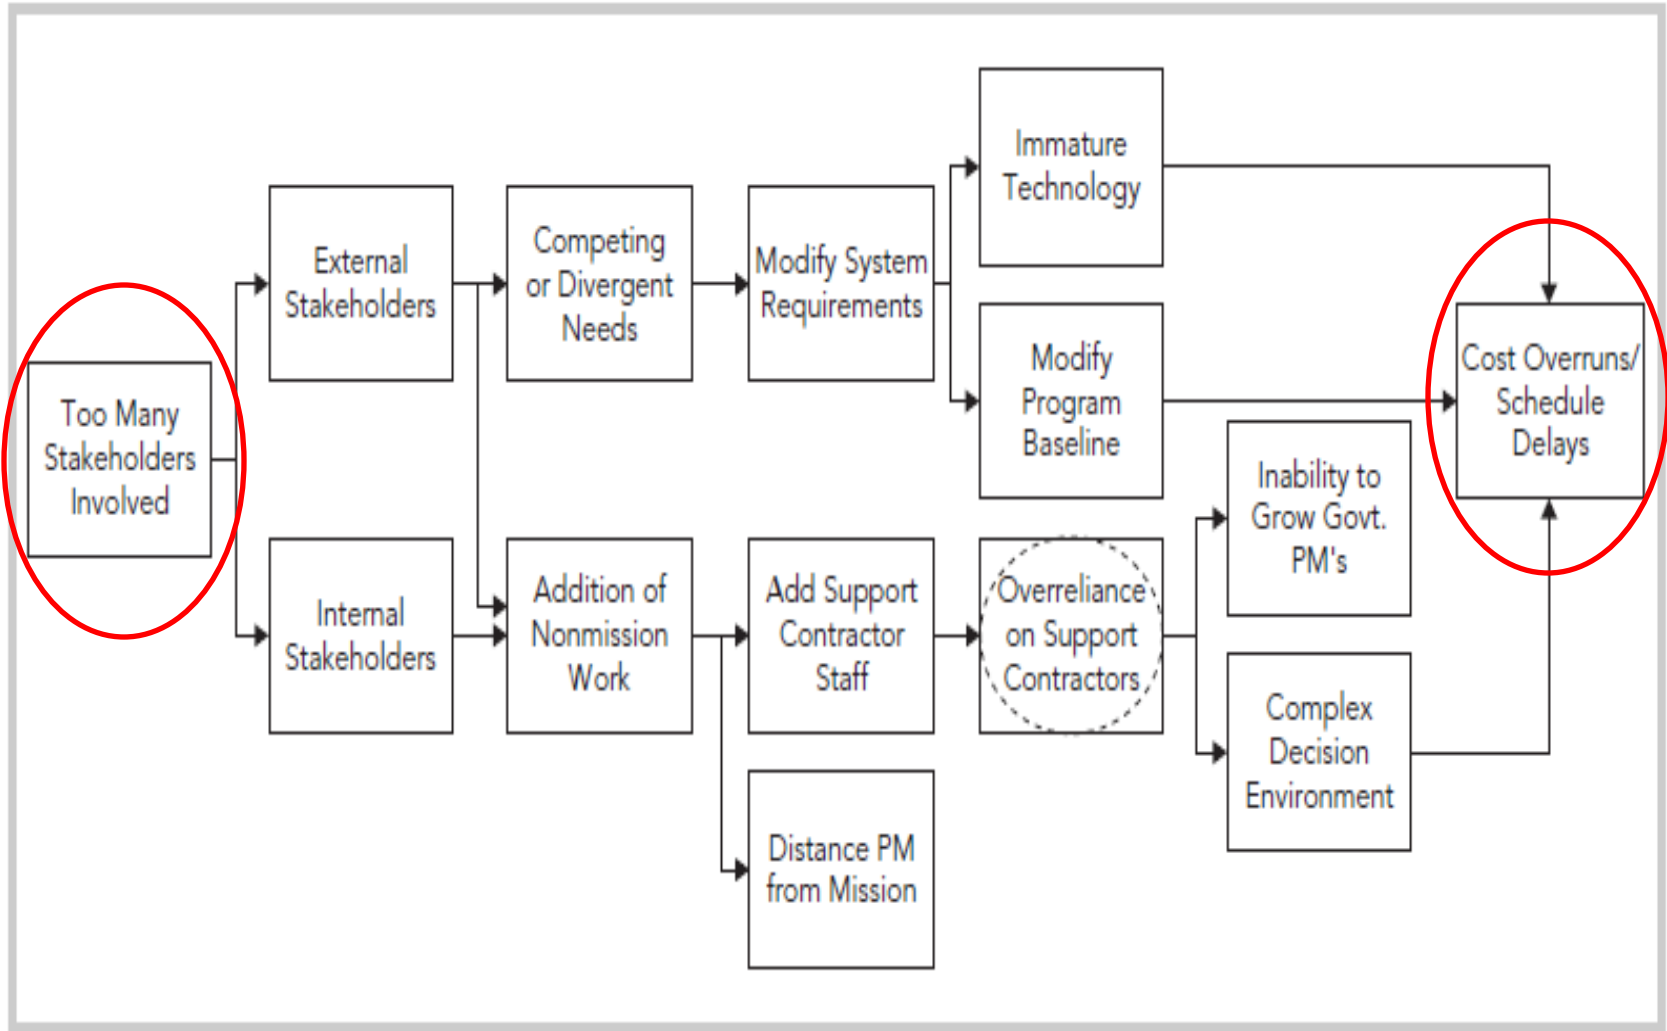 Too Many
Stakeholders
Involved
External
Stakeholders
Internal
Stakeholders
Competing
or Divergent
Needs
Addition of
Nonmission
Work
Modify System
Requirements
Add Support
Contractor
Staff
Distance PM
from Mission
Immature
Technology
Modify
Program
Baseline
Overreliance
on Support
Contractors
Inability to
Grow Govt.
PM's
Complex
Decision
Environment
Cost Overruns/
Schedule
Delays